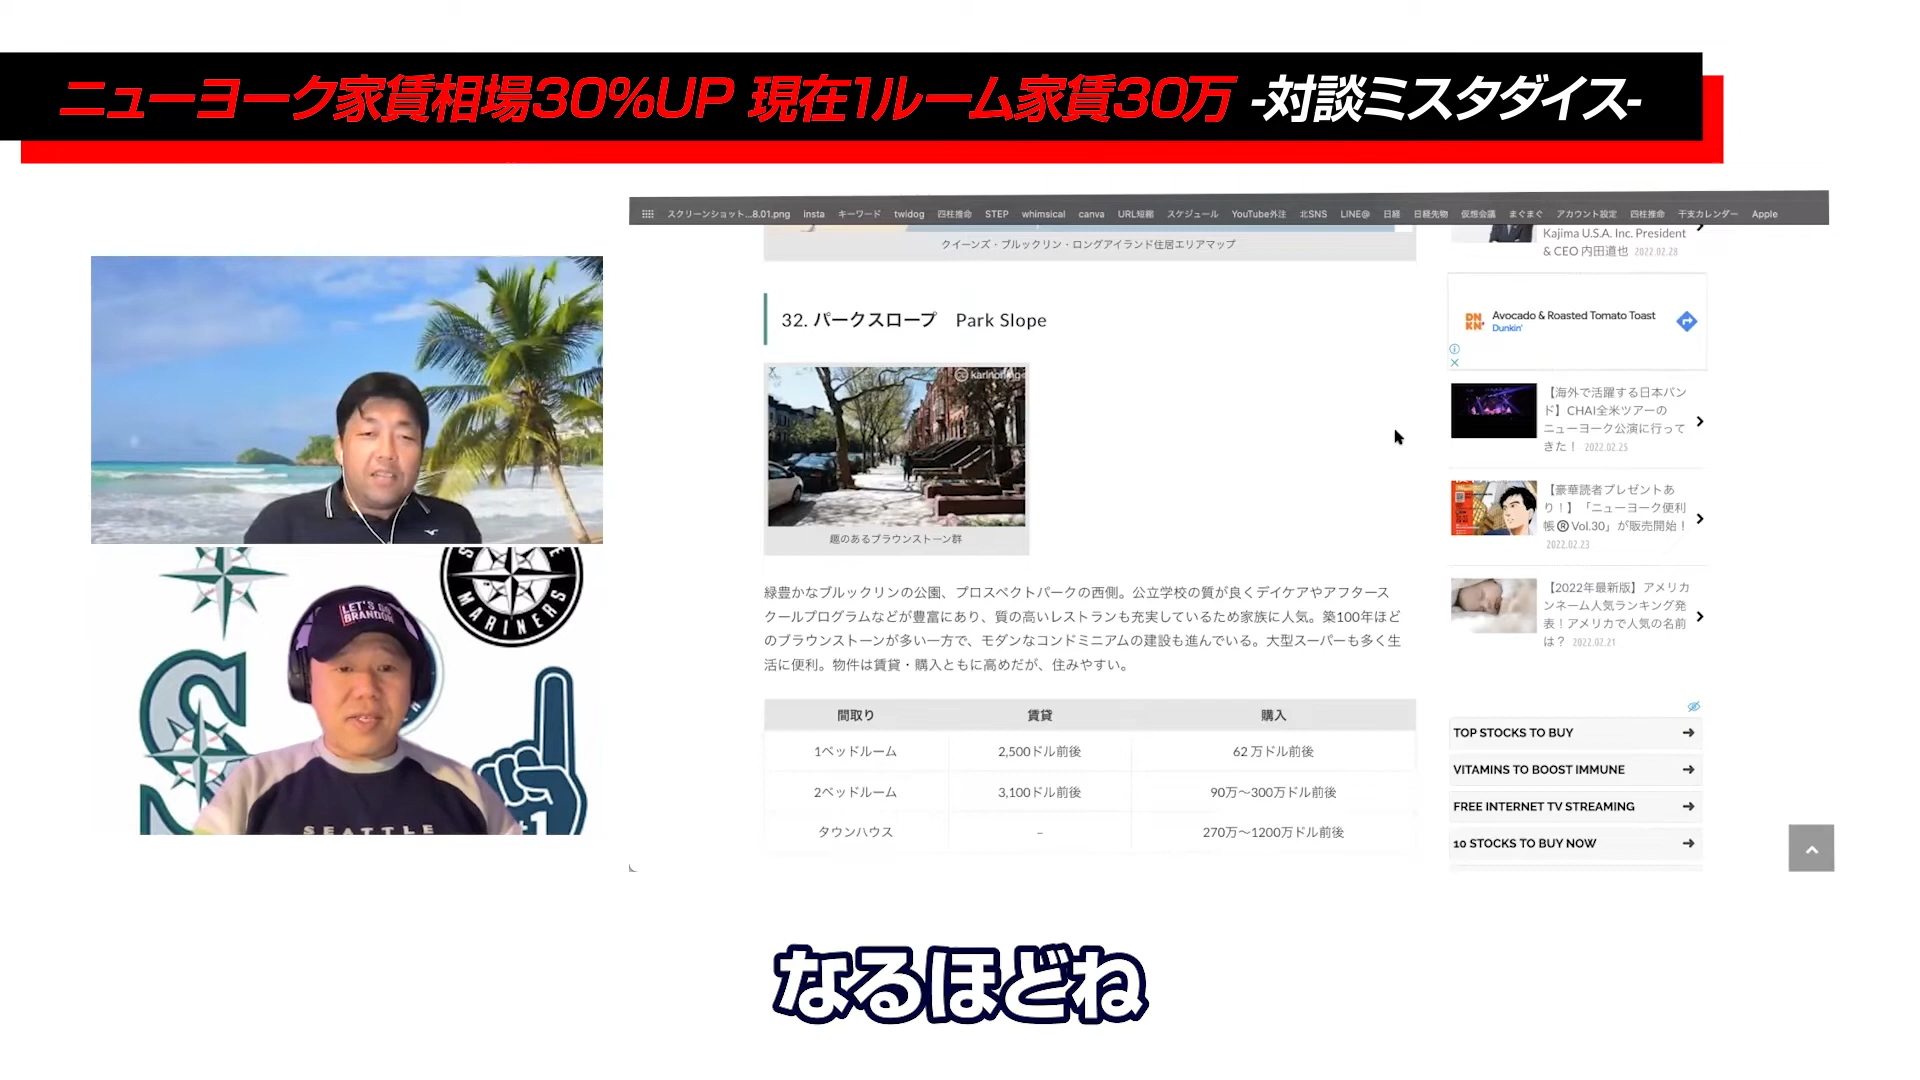 ニューヨーク家賃相場30%UP 現在1ルーム家賃30万 -対談ミスタダイス-
スクリーンショット...8.01.png insta キーワード twidog 四柱推命 STEP whimsical canva URL短縮 スケジュール YouTube外注 北SNS LINE@ 日経 日経先物 仮想会議 まぐまぐ アカウント設定 四柱推命 干支カレンダー Apple
クイーンズ・ブルックリン・ロングアイランド住居エリアマップ
32. パークスロープ Park Slope
趣のあるブラウンストーン群
緑豊かなブルックリンの公園、プロスペクトパークの西側。公立学校の質が良くデイケアやアフタース
クールプログラムなどが豊富にあり、質の高いレストランも充実しているため家族に人気。築100年ほど
のブラウンストーンが多い一方で、モダンなコンドミニアムの建設も進んでいる。大型スーパーも多く生
活に便利。物件は賃貸・購入ともに高めだが、住みやすい。
間取り 賃貸 購入
1ベッドルーム 2,500ドル前後 62 万ドル前後
2ベッドルーム 3,100ドル前後 90万〜300万ドル前後
タウンハウス – 270万〜1200万ドル前後
Kajima U.S.A. Inc. President
& CEO 内田道也 2022.02.28
DNKN'
Avocado & Roasted Tomato Toast
Dunkin'
【海外で活躍する日本バン
ド】CHAI全米ツアーの
ニューヨーク公演に行って
きた！ 2022.02.25
【豪華読者プレゼントあ
り！】「ニューヨーク便利
帳®Vol.30」が販売開始！
2022.02.23
【2022年最新版】アメリカ
ンネーム人気ランキング発
表！アメリカで人気の名前
は？ 2022.02.21
TOP STOCKS TO BUY
VITAMINS TO BOOST IMMUNE
FREE INTERNET TV STREAMING
10 STOCKS TO BUY NOW
MARINERS
LET'S GO
BRANDON
#1
SEATTLE
なるほどね